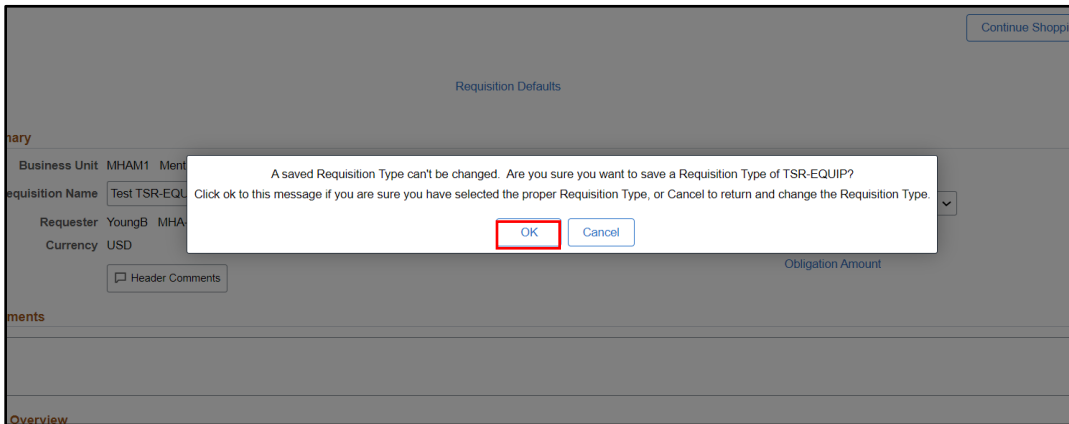 Continue Shoppi
Requisition Defaults
mary
Business Unit MHAM1 Ment
equisition Name Test TSR-EQU
Requester YoungB MHA-
Currency USD
Header Comments
A saved Requisition Type can't be changed. Are you sure you want to save a Requisition Type of TSR-EQUIP?
Click ok to this message if you are sure you have selected the proper Requisition Type, or Cancel to return and change the Requisition Type.
OK Cancel
Obligation Amount
ments
Overview